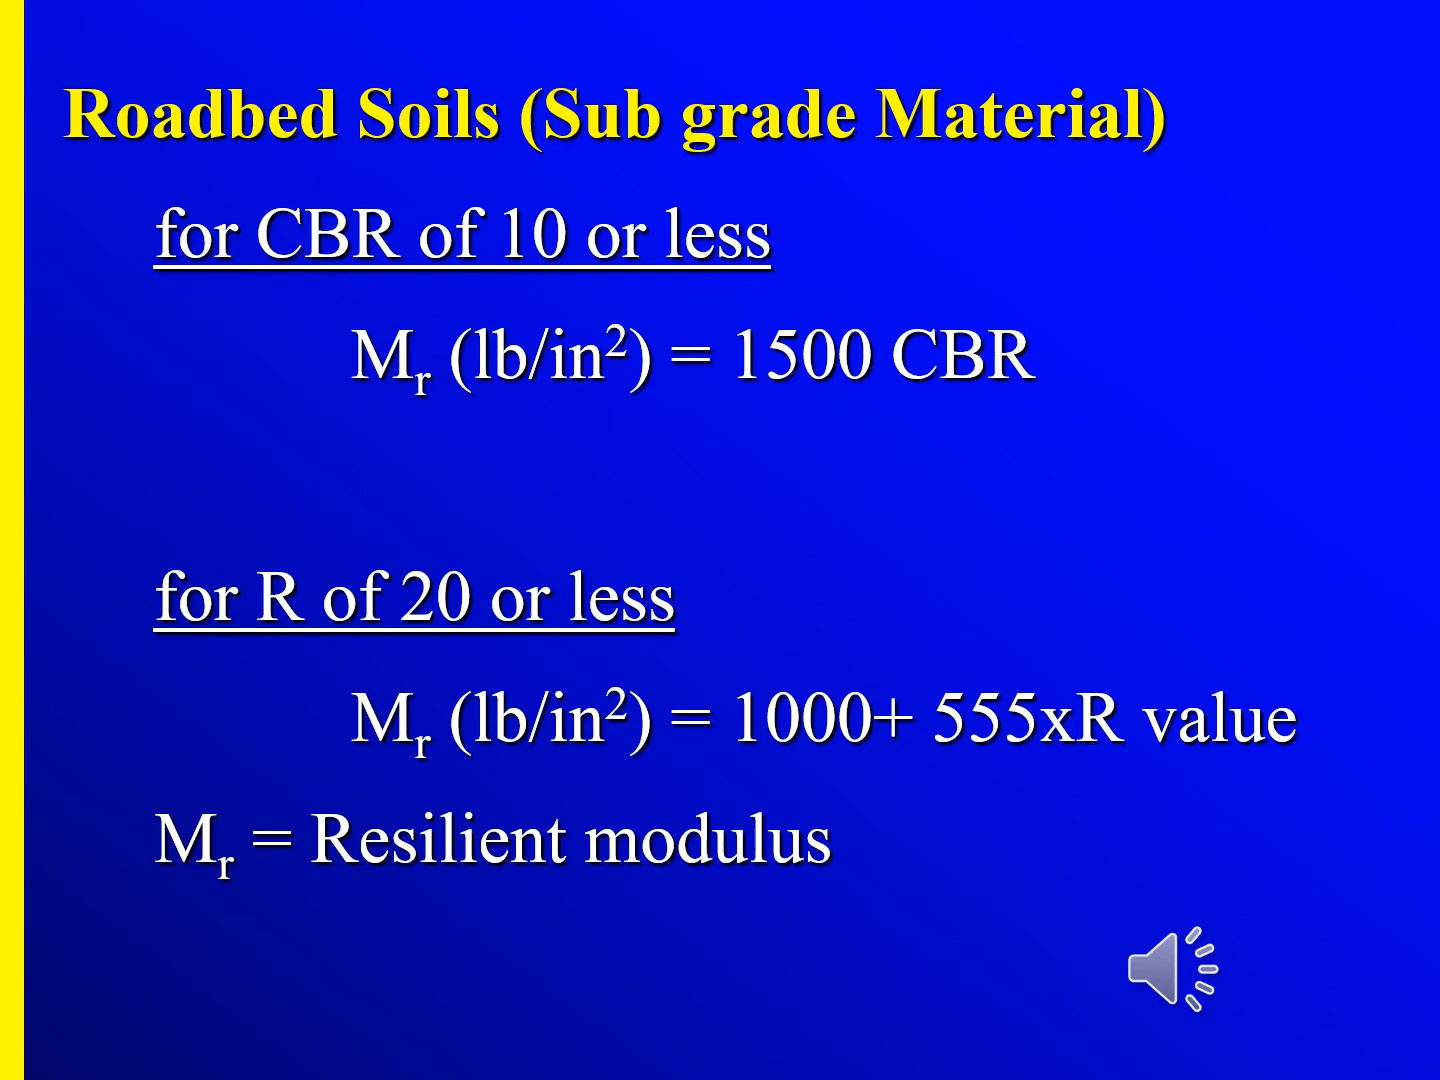 Roadbed Soils (Sub grade Material)
for CBR of 10 or less
Mr (lb/in²) = 1500 CBR
for R of 20 or less
Mr (lb/in²) = 1000+ 555xR value
Mr = Resilient modulus